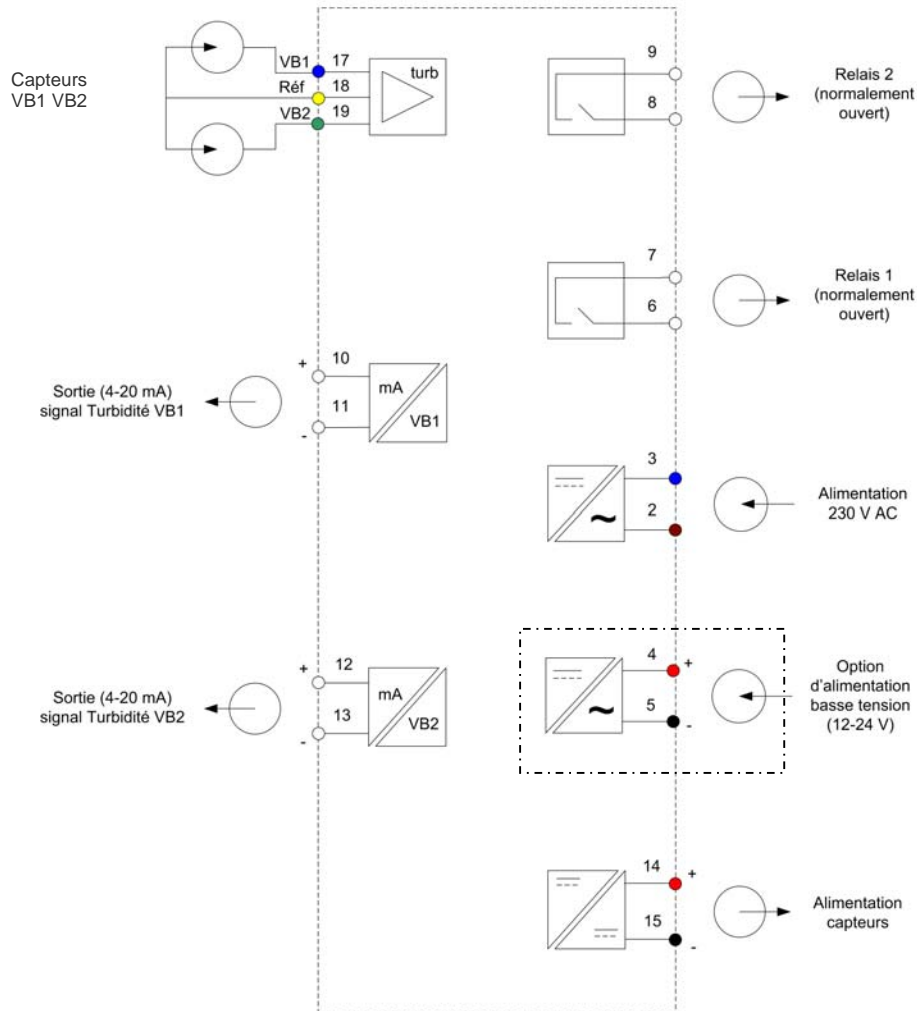 Capteurs
VB1 VB2
VB1 17
Réf 18
VB2 19
turb
9
8
Relais 2
(normalement
ouvert)
7
6
Relais 1
(normalement
ouvert)
Sortie (4-20 mA)
signal Turbidité VB1
+ 10
- 11
mA
VB1
3
2
~
Alimentation
230 V AC
Sortie (4-20 mA)
signal Turbidité VB2
+ 12
- 13
mA
VB2
4 +
5 -
~
Option
d'alimentation
basse tension
(12-24 V)
14 +
15 -
Alimentation
capteurs